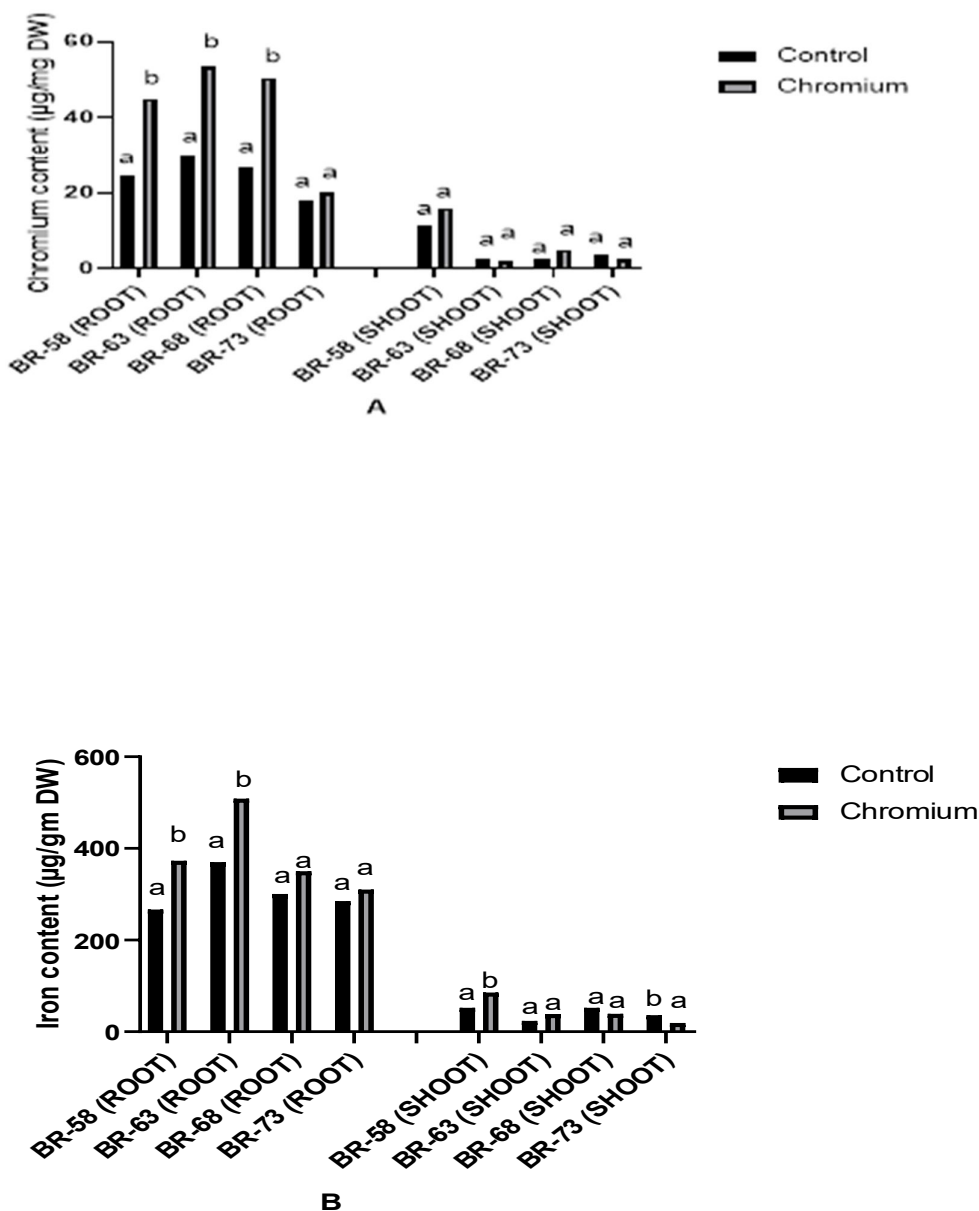 60
40
20
0
Chromium content (µg/mg DW)
b
b
b
a
a
a
a
a
a
a
a
a
a
a
a
a
Control
Chromium
BR-58 (ROOT)
BR-63 (ROOT)
BR-68 (ROOT)
BR-73 (ROOT)
BR-58 (SHOOT)
BR-63 (SHOOT)
BR-68 (SHOOT)
BR-73 (SHOOT)
A
600
400
200
0
Iron content (µg/gm DW)
a
b
a
b
a
a
a
a
a
b
a
a
a
a
b
a
Control
Chromium
BR-58 (ROOT)
BR-63 (ROOT)
BR-68 (ROOT)
BR-73 (ROOT)
BR-58 (SHOOT)
BR-63 (SHOOT)
BR-68 (SHOOT)
BR-73 (SHOOT)
B